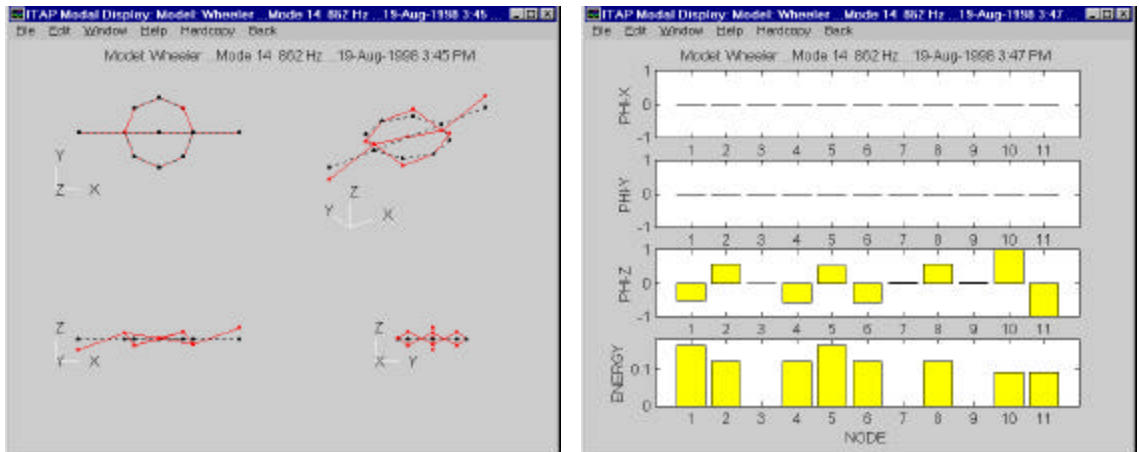 ITAP Modal Display: Model: Wheeler ...Mode 14 862 Hz ...19-Aug-1998 3:45 ...
File Edit Window Help Hardcopy Back
Model: Wheeler ...Mode 14 862 Hz ...19-Aug-1998 3:45 PM
Y
Z X
Z
Y X
Z
Y X
Z
X Y
ITAP Modal Display: Model: Wheeler ...Mode 14 862 Hz ...19-Aug-1998 3:47 ...
File Edit Window Help Hardcopy Back
Model: Wheeler ...Mode 14 862 Hz ...19-Aug-1998 3:47 PM
PHI-X
1
0
-1
1 2 3 4 5 6 7 8 9 10 11
PHI-Y
1
0
-1
1 2 3 4 5 6 7 8 9 10 11
PHI-Z
1
0
-1
1 2 3 4 5 6 7 8 9 10 11
ENERGY
0.1
0
1 2 3 4 5 6 7 8 9 10 11
NODE